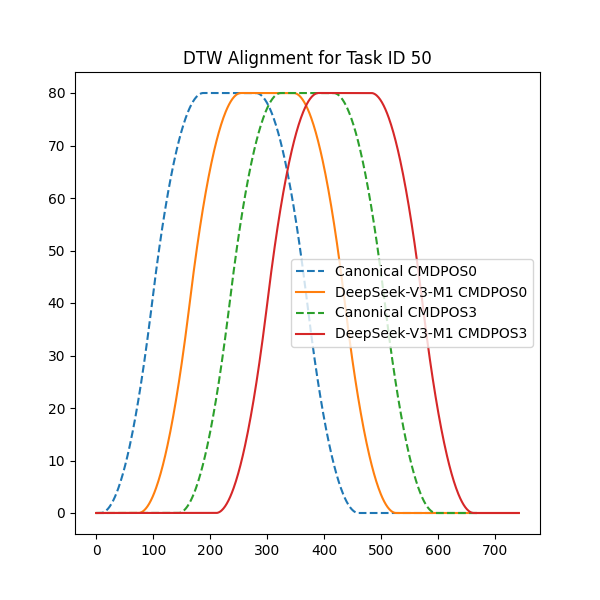 DTW Alignment for Task ID 50
80
70
60
50
40
30
20
10
0
Canonical CMDPOS0
DeepSeek-V3-M1 CMDPOS0
Canonical CMDPOS3
DeepSeek-V3-M1 CMDPOS3
0 100 200 300 400 500 600 700